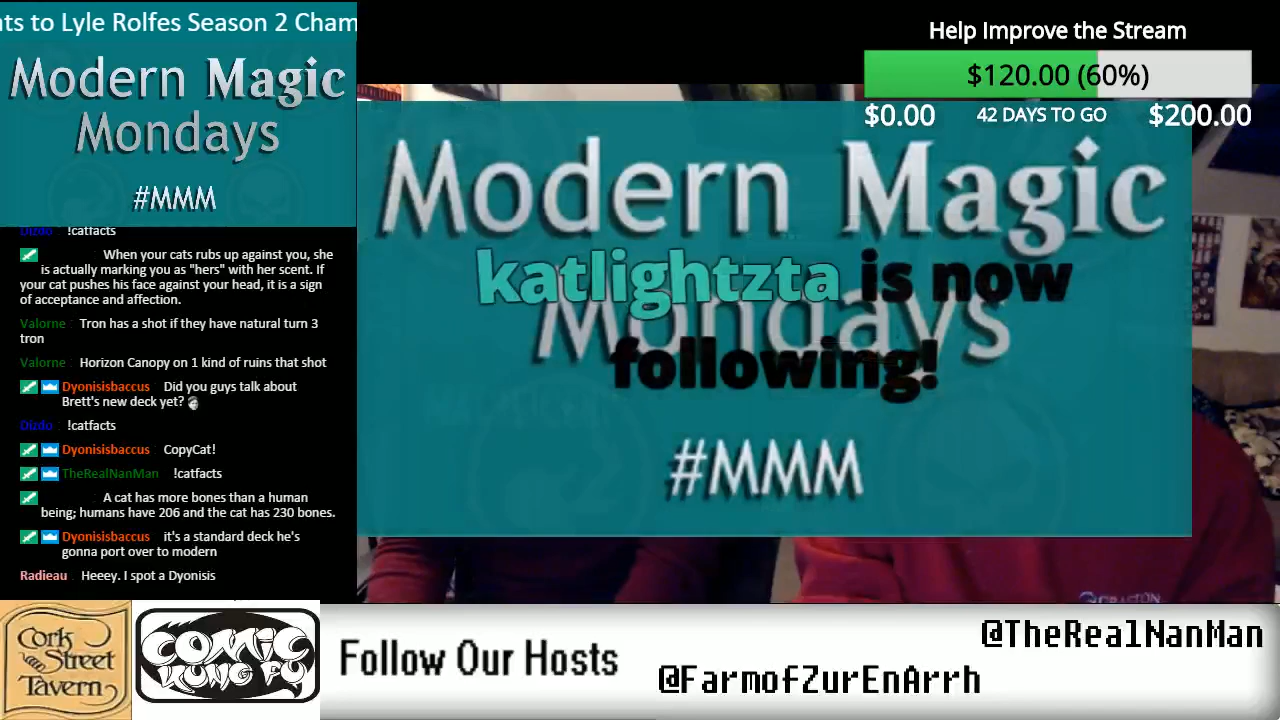 nts to Lyle Rolfes Season 2 Cham
Modern Magic
Mondays
#MMM
Dizdo : !catfacts
When your cats rubs up against you, she
is actually marking you as "hers" with her scent. If
your cat pushes his face against your head, it is a sign
of acceptance and affection.
Valorne : Tron has a shot if they have natural turn 3
tron
Valorne : Horizon Canopy on 1 kind of ruins that shot
Dyonisisbaccus : Did you guys talk about
Brett's new deck yet?
Dizdo : !catfacts
Dyonisisbaccus : CopyCat!
TheRealNanMan : !catfacts
A cat has more bones than a human
being; humans have 206 and the cat has 230 bones.
Dyonisisbaccus : it's a standard deck he's
gonna port over to modern
Radieau : Heeey. I spot a Dyonisis
Help Improve the Stream
$120.00 (60%)
$0.00 42 DAYS TO GO $200.00
Modern Magic
Mondays
katlightzta is now
following!
#MMM
Cork
Street
Tavern
COMIC
KUNG FU
Follow Our Hosts
@TheRealNanMan
@FarmofZurEnArrh